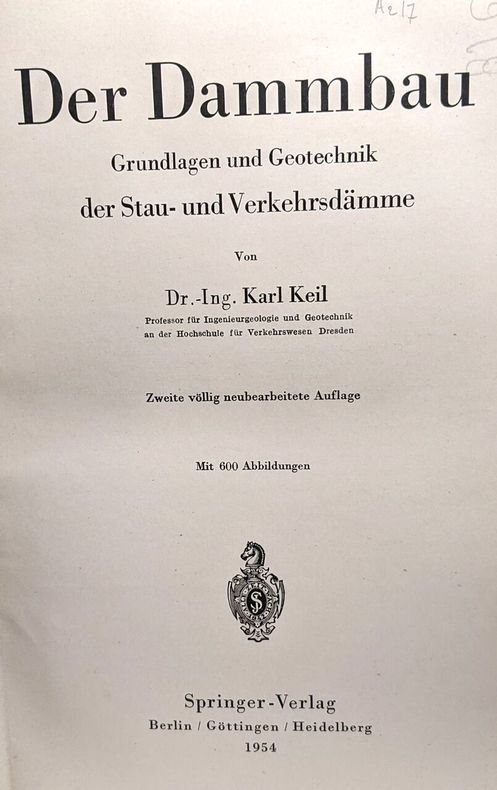 A2/7
Der Dammbau
Grundlagen und Geotechnik
der Stau- und Verkehrsdämme
Von
Dr.-Ing. Karl Keil
Professor für Ingenieurgeologie und Geotechnik
an der Hochschule für Verkehrswesen Dresden
Zweite völlig neubearbeitete Auflage
Mit 600 Abbildungen
Springer-Verlag
Berlin / Göttingen / Heidelberg
1954